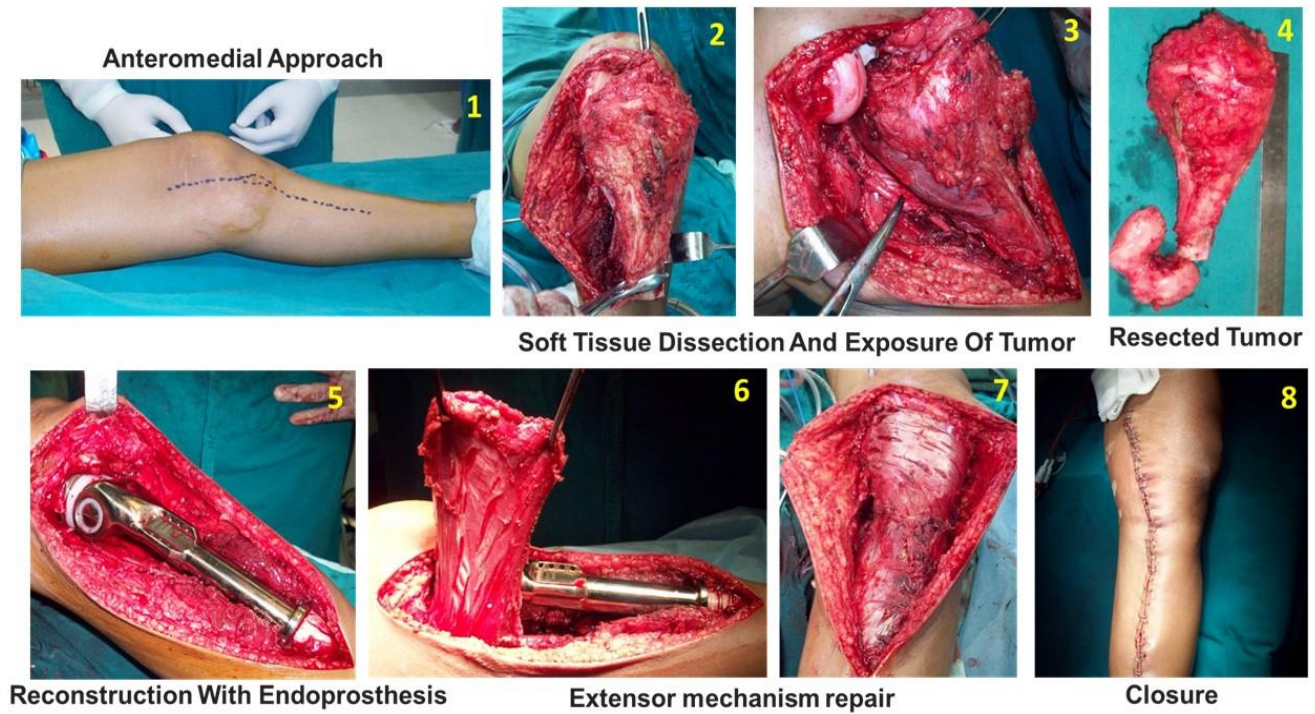 Anteromedial Approach
1
2
3
4
Soft Tissue Dissection And Exposure Of Tumor
Resected Tumor
5
6
7
8
Reconstruction With Endoprosthesis
Extensor mechanism repair
Closure